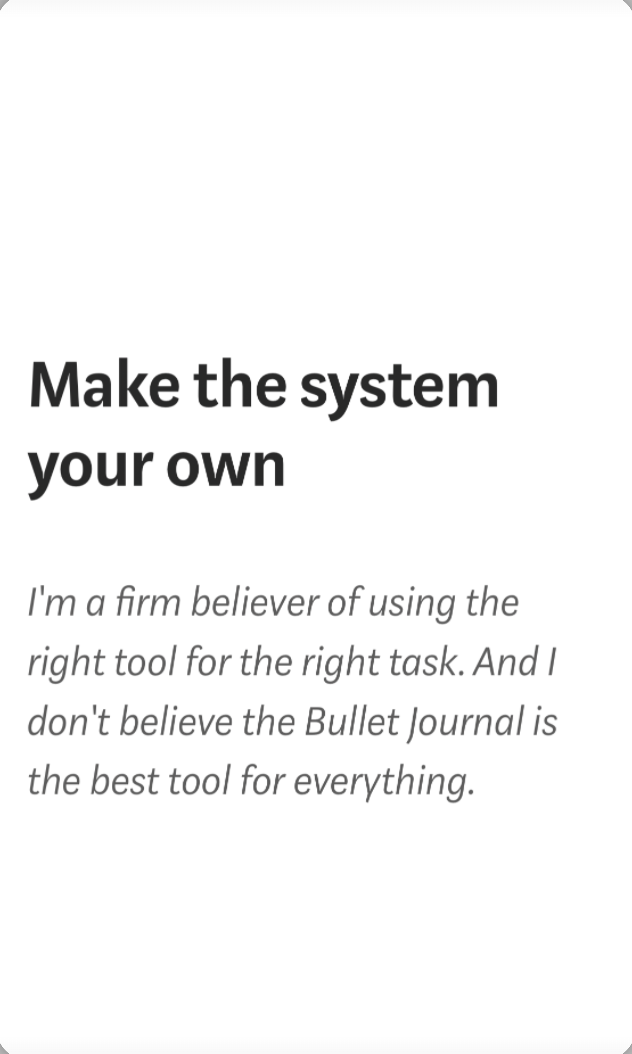 Make the system
your own
I'm a firm believer of using the
right tool for the right task. And I
don't believe the Bullet Journal is
the best tool for everything.